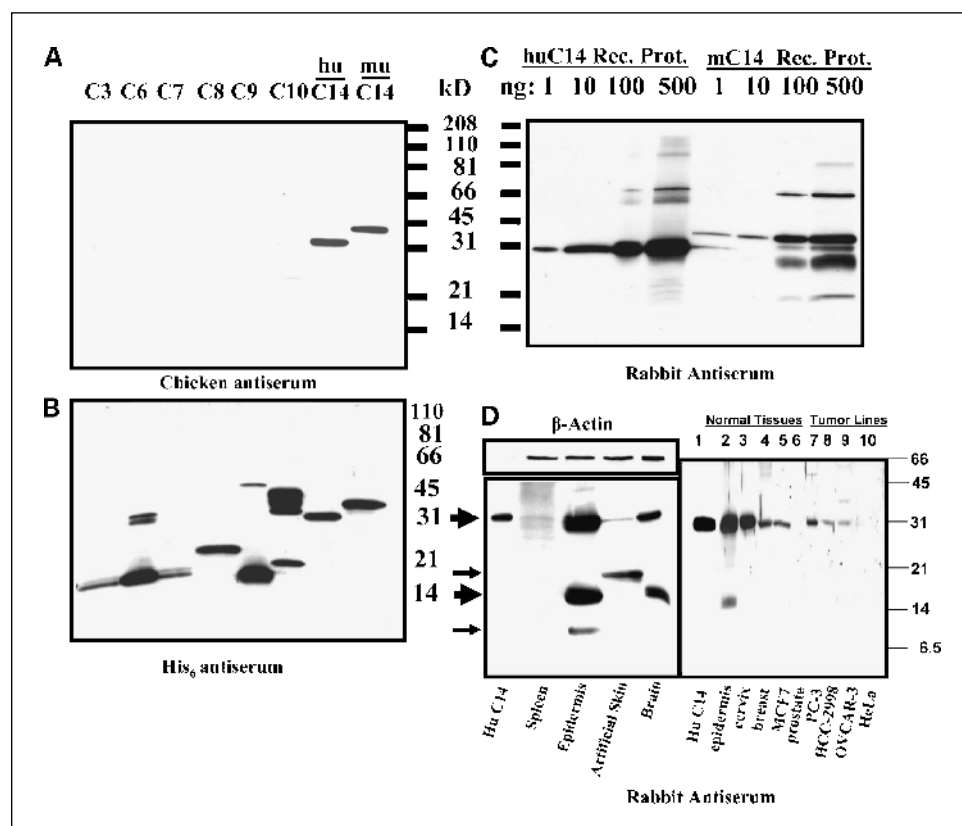 A
hu mu
C3 C6 C7 C8 C9 C10 C14 C14
kD
208
110
81
66
45
31
21
14
Chicken antiserum
B
110
81
66
45
31
21
14
His6 antiserum
C
huC14 Rec. Prot. mC14 Rec. Prot.
ng: 1 10 100 500 1 10 100 500
Rabbit Antiserum
D
β-Actin
Hu C14
Spleen
Epidermis
Artificial Skin
Brain
Normal Tissues Tumor Lines
1 2 3 4 5 6 7 8 9 10
66
45
31
21
14
6.5
Hu C14
epidermis
cervix
breast
MCF7
prostate
PC-3
HCC-2998
OVCAR-3
HeLa
Rabbit Antiserum